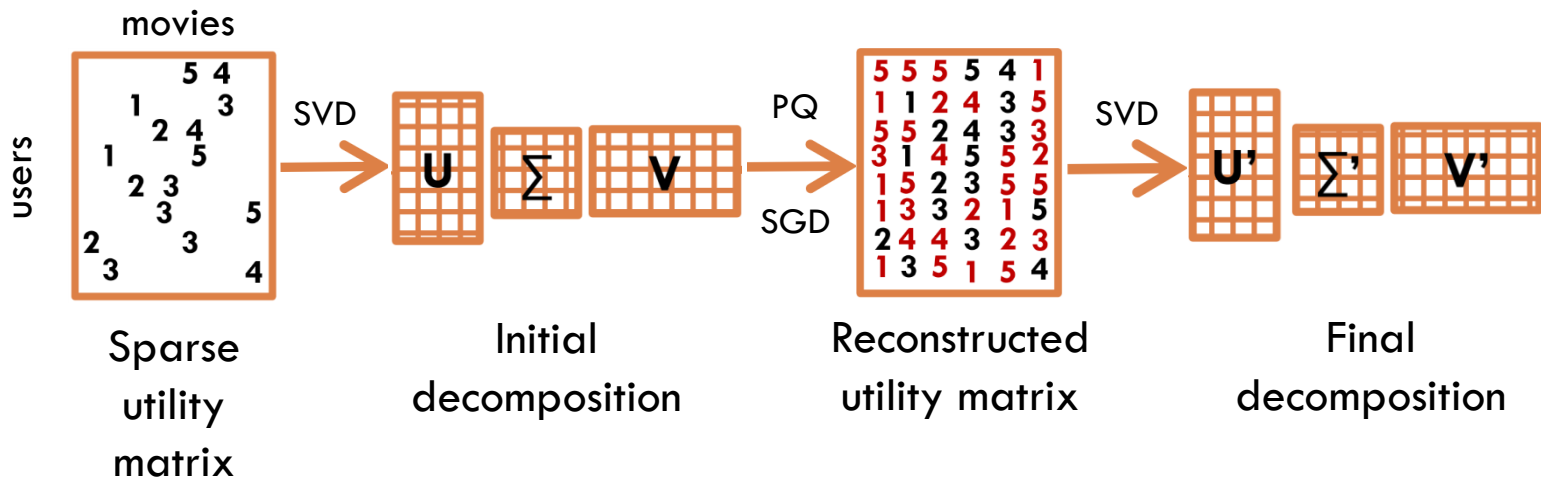 movies
users
5 4
1 3
2 4
1 5
2 3
3 5
2 3
3 4
SVD
U
∑
V
PQ
SGD
5 5 5 5 4 1
1 1 2 4 3 5
5 5 2 4 3 3
3 1 4 5 5 2
1 5 2 3 5 5
1 3 3 2 1 5
2 4 4 3 2 3
1 3 5 1 5 4
SVD
U'
∑'
V'
Sparse
utility
matrix
Initial
decomposition
Reconstructed
utility matrix
Final
decomposition